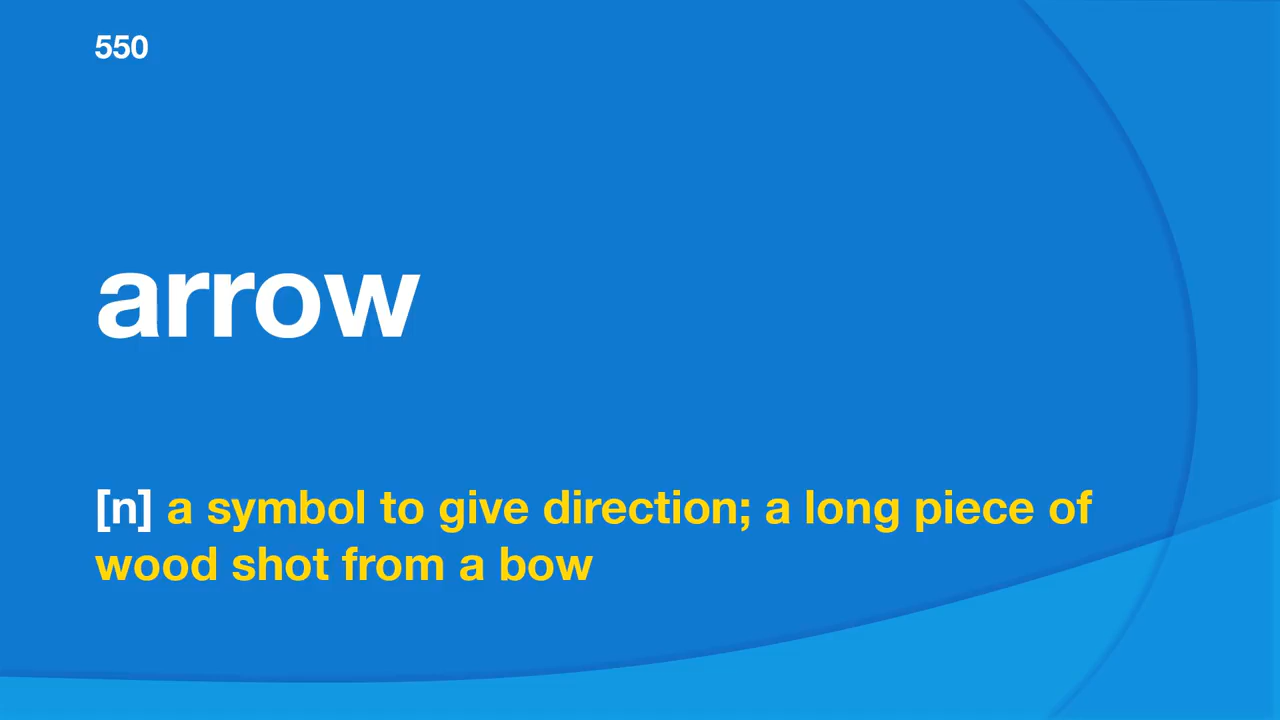 550
arrow
[n] a symbol to give direction; a long piece of
wood shot from a bow